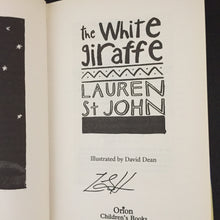 the White
giraffe
LAUREN
St JOHN
Illustrated by David Dean
Orion
Children's Books